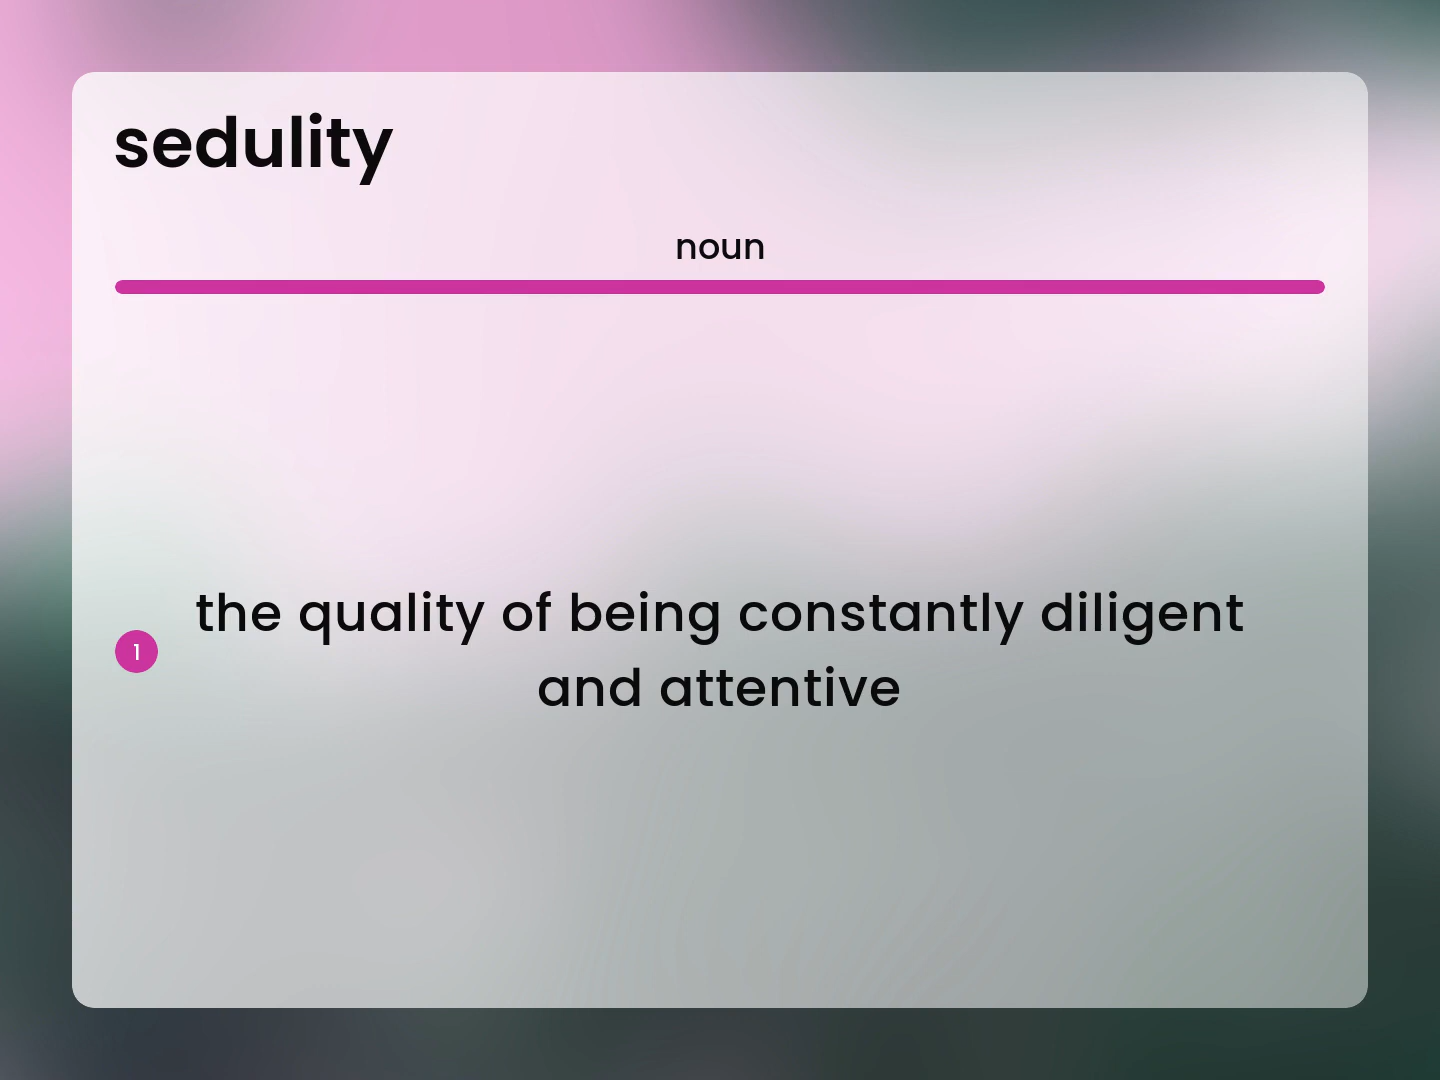 sedulity
noun
1
the quality of being constantly diligent
and attentive